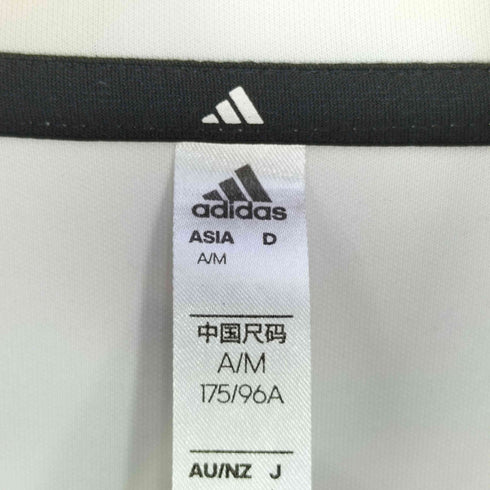 adidas
ASIA D
A/M
中国尺码
A/M
175/96A
AU/NZ J